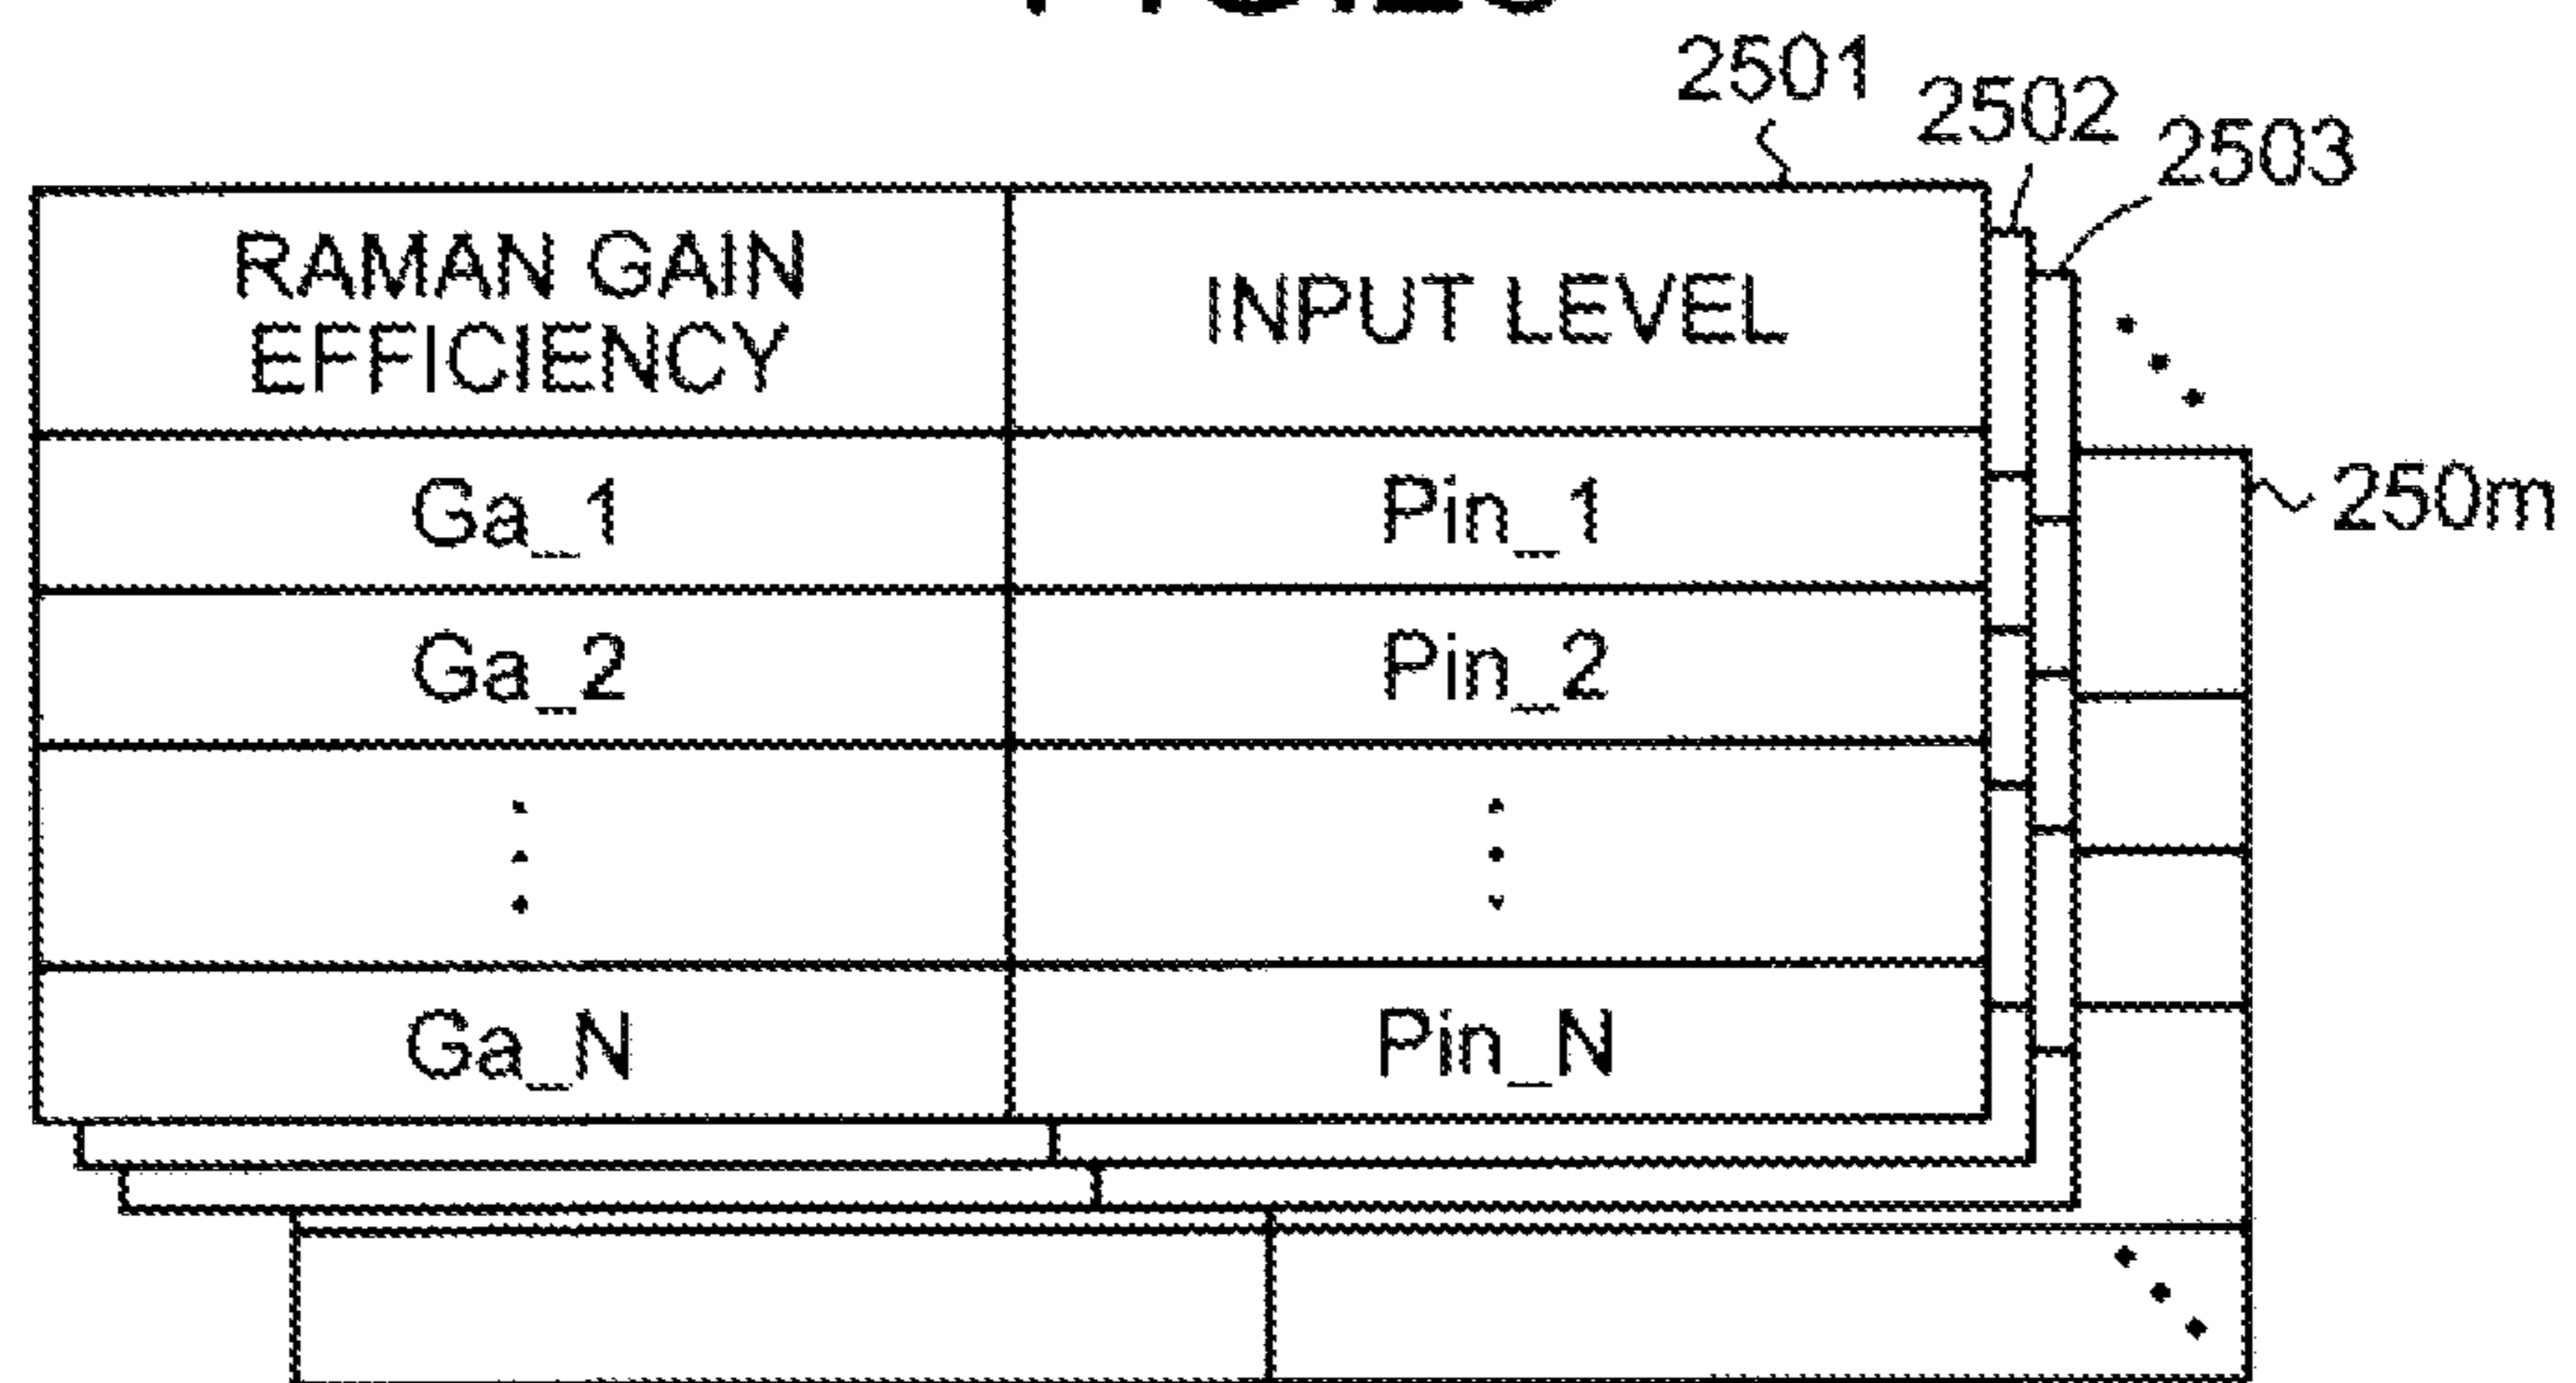 2501
2502
2503
RAMAN GAIN
EFFICIENCY
INPUT LEVEL
Ga_1
Pin_1
250m
Ga_2
Pin_2
Ga_N
Pin_N